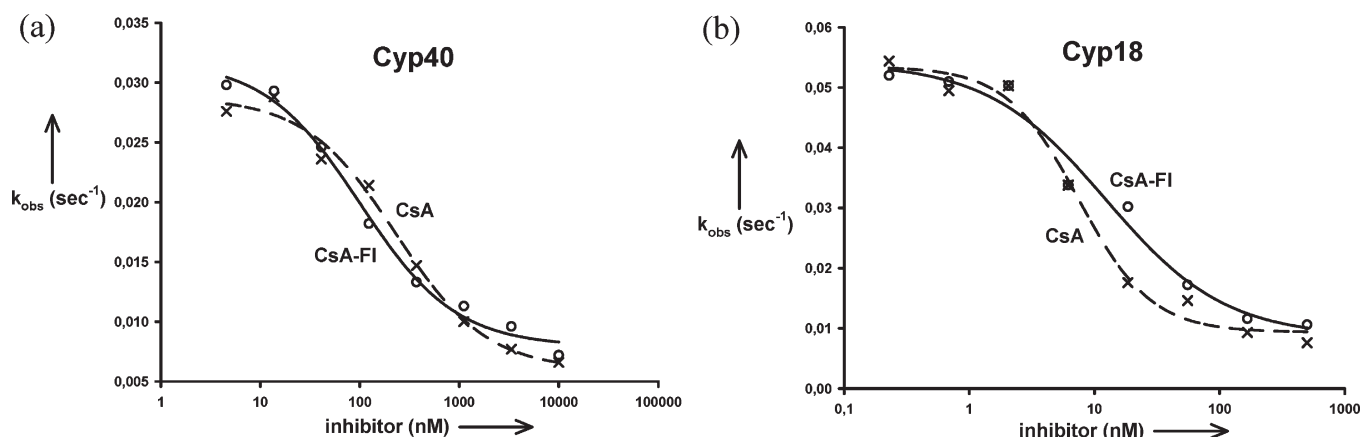 (a)
Cyp40
0,035
0,030
0,025
0,020
0,015
0,010
0,005
k_obs (sec⁻¹)
CsA
CsA-Fl
1 10 100 1000 10000 100000
inhibitor (nM)
(b)
Cyp18
0,06
0,05
0,04
0,03
0,02
0,01
0,00
k_obs (sec⁻¹)
CsA-Fl
CsA
0,1 1 10 100 1000
inhibitor (nM)